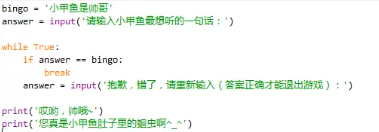 bingo = '小甲鱼是帅哥'
answer = input('请输入小甲鱼最想听的一句话：')
while True:
if answer == bingo:
break
answer = input('抱歉，错了，请重新输入（答案正确才能退出游戏）：')
print('哎哟，帅哦~')
print('您真是小甲鱼肚子里的蛔虫啊^_^')